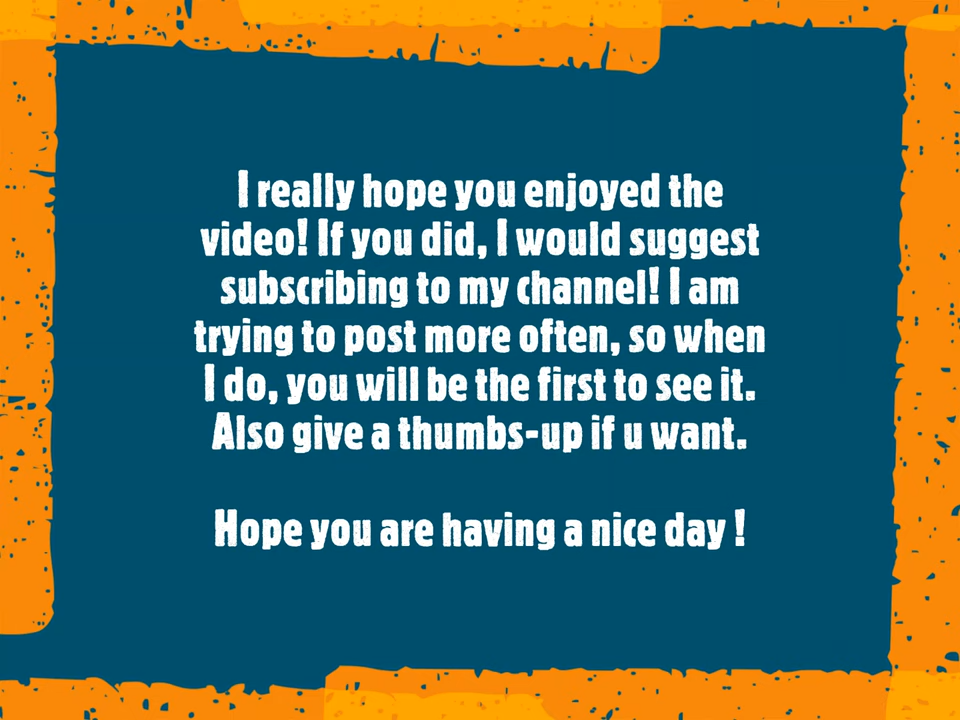 I really hope you enjoyed the
video! If you did, I would suggest
subscribing to my channel! I am
trying to post more often, so when
I do, you will be the first to see it.
Also give a thumbs-up if u want.
Hope you are having a nice day !